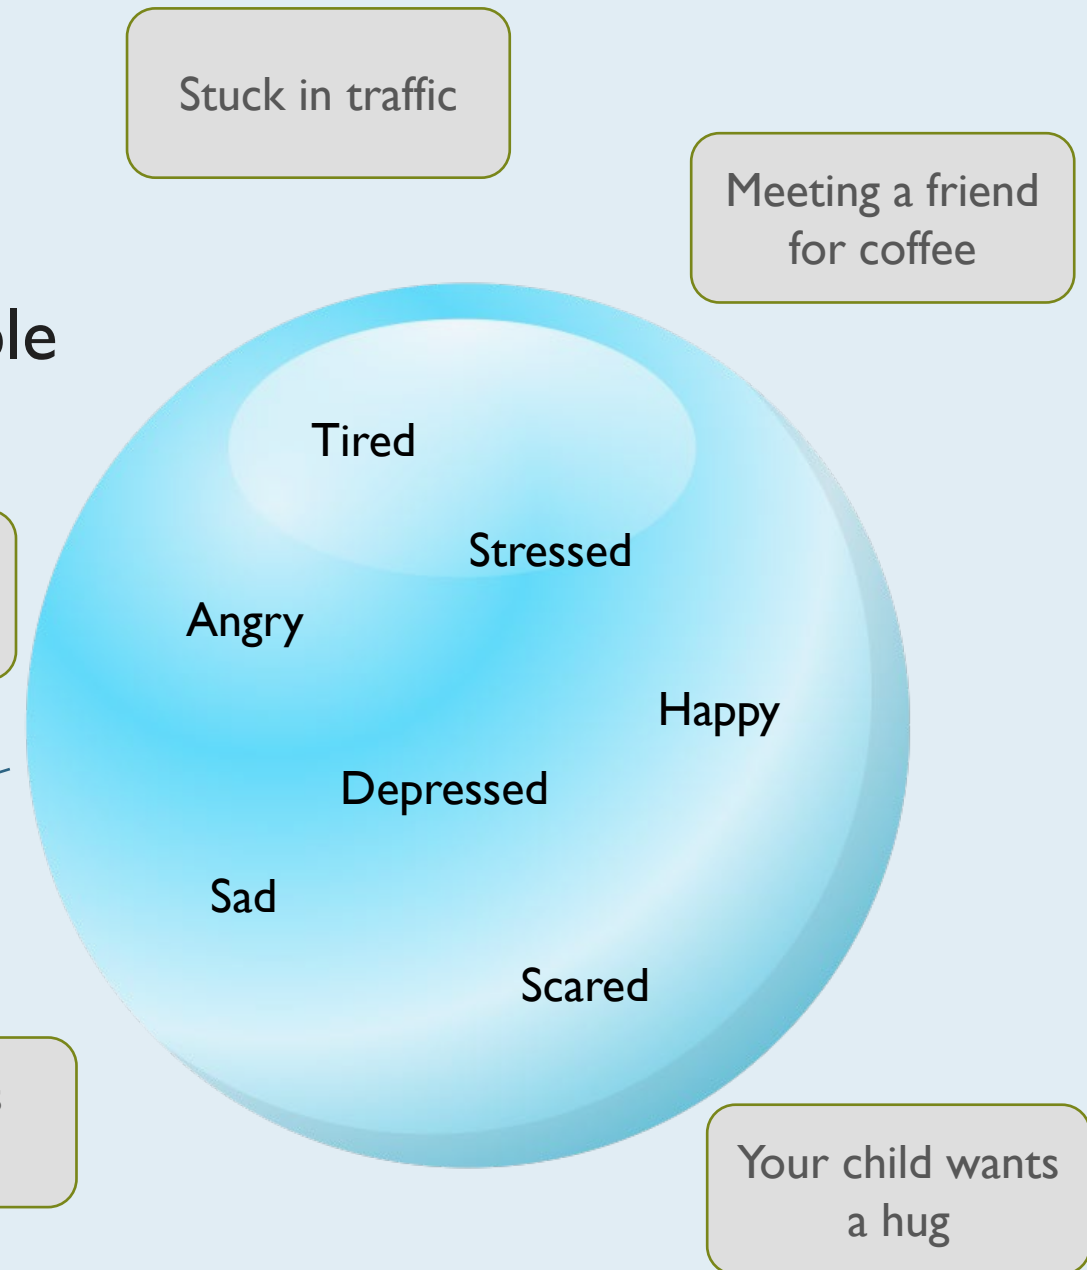 Stuck in traffic
Meeting a friend
for coffee
Tired
Stressed
Angry
Happy
Depressed
Sad
Scared
Your child wants
a hug